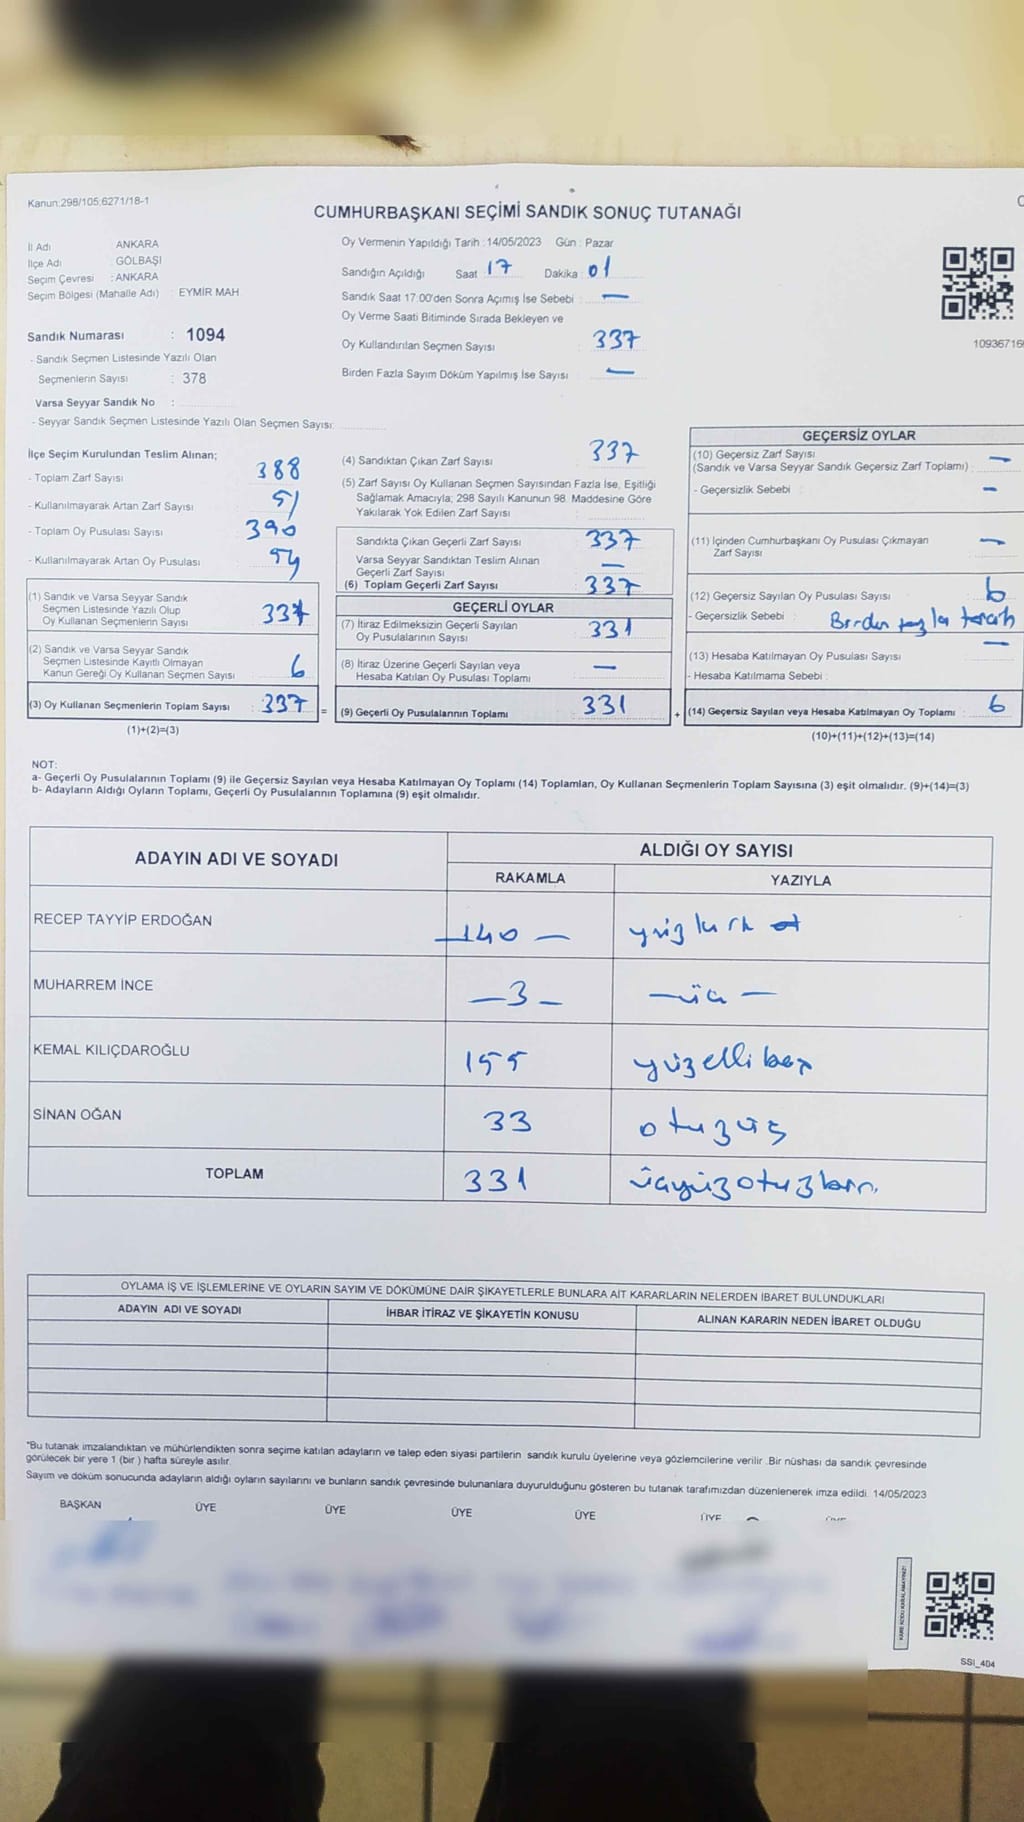 Kanun:298/105;6271/18-1
CUMHURBAŞKANI SEÇİMİ SANDIK SONUÇ TUTANAĞI
İl Adı : ANKARA
İlçe Adı : GÖLBAŞI
Seçim Çevresi : ANKARA
Seçim Bölgesi (Mahalle Adı) : EYMİR MAH
Sandık Numarası : 1094
- Sandık Seçmen Listesinde Yazılı Olan
Seçmenlerin Sayısı : 378
Varsa Seyyar Sandık No :
- Seyyar Sandık Seçmen Listesinde Yazılı Olan Seçmen Sayısı:
Oy Vermenin Yapıldığı Tarih : 14/05/2023 Gün : Pazar
Sandığın Açıldığı Saat 17 Dakika : 01
Sandık Saat 17:00'den Sonra Açımış İse Sebebi : —
Oy Verme Saati Bitiminde Sırada Bekleyen ve
Oy Kullandırılan Seçmen Sayısı : 337
Birden Fazla Sayım Döküm Yapılmış İse Sayısı : —
10936716
İlçe Seçim Kurulundan Teslim Alınan;
- Toplam Zarf Sayısı : 388
- Kullanılmayarak Artan Zarf Sayısı : 51
- Toplam Oy Pusulası Sayısı : 390
- Kullanılmayarak Artan Oy Pusulası : 54
(1) Sandık ve Varsa Seyyar Sandık
Seçmen Listesinde Yazılı Olup
Oy Kullanan Seçmenlerin Sayısı : 331
(2) Sandık ve Varsa Seyyar Sandık
Seçmen Listesinde Kayıtlı Olmayan
Kanun Gereği Oy Kullanan Seçmen Sayısı : 6
(3) Oy Kullanan Seçmenlerin Toplam Sayısı : 337 =
(1)+(2)=(3)
(4) Sandıktan Çıkan Zarf Sayısı : 337
(5) Zarf Sayısı Oy Kullanan Seçmen Sayısından Fazla İse, Eşitliği
Sağlamak Amacıyla; 298 Sayılı Kanunun 98. Maddesine Göre
Yakılarak Yok Edilen Zarf Sayısı
Sandıkta Çıkan Geçerli Zarf Sayısı : 337
Varsa Seyyar Sandıktan Teslim Alınan
Geçerli Zarf Sayısı : —
(6) Toplam Geçerli Zarf Sayısı : 337
GEÇERLİ OYLAR
(7) İtiraz Edilmeksizin Geçerli Sayılan
Oy Pusulalarının Sayısı : 331
(8) İtiraz Üzerine Geçerli Sayılan veya
Hesaba Katılan Oy Pusulası Toplamı : —
(9) Geçerli Oy Pusulalarının Toplamı : 331 +
GEÇERSİZ OYLAR
(10) Geçersiz Zarf Sayısı
(Sandık ve Varsa Seyyar Sandık Geçersiz Zarf Toplamı) : —
- Geçersizlik Sebebi : —
(11) İçinden Cumhurbaşkanı Oy Pusulası Çıkmayan
Zarf Sayısı : —
(12) Geçersiz Sayılan Oy Pusulası Sayısı : 6
- Geçersizlik Sebebi : Birden fazla tercih
(13) Hesaba Katılmayan Oy Pusulası Sayısı : —
- Hesaba Katılmama Sebebi :
(14) Geçersiz Sayılan veya Hesaba Katılmayan Oy Toplamı : 6
(10)+(11)+(12)+(13)=(14)
NOT:
a- Geçerli Oy Pusulalarının Toplamı (9) ile Geçersiz Sayılan veya Hesaba Katılmayan Oy Toplamı (14) Toplamları, Oy Kullanan Seçmenlerin Toplam Sayısına (3) eşit olmalıdır. (9)+(14)=(3)
b- Adayların Aldığı Oyların Toplamı, Geçerli Oy Pusulalarının Toplamına (9) eşit olmalıdır.
ADAYIN ADI VE SOYADI ALDIĞI OY SAYISI
RAKAMLA YAZIYLA
RECEP TAYYİP ERDOĞAN —140— yüz kırk
MUHARREM İNCE —3— —üç—
KEMAL KILIÇDAROĞLU 155 yüzellibeş
SİNAN OĞAN 33 otuzüç
TOPLAM 331 üçyüzotuzbir
OYLAMA İŞ VE İŞLEMLERİNE VE OYLARIN SAYIM VE DÖKÜMÜNE DAİR ŞİKAYETLERLE BUNLARA AİT KARARLARIN NELERDEN İBARET BULUNDUKLARI
ADAYIN ADI VE SOYADI İHBAR İTİRAZ VE ŞİKAYETİN KONUSU ALINAN KARARIN NEDEN İBARET OLDUĞU
"Bu tutanak imzalandıktan ve mühürlendikten sonra seçime katılan adayların ve talep eden siyasi partilerin sandık kurulu üyelerine veya gözlemcilerine verilir .Bir nüshası da sandık çevresinde
görülecek bir yere 1 (bir ) hafta süreyle asılır.
Sayım ve döküm sonucunda adayların aldığı oyların sayılarını ve bunların sandık çevresinde bulunanlara duyurulduğunu gösteren bu tutanak tarafımızdan düzenlenerek imza edildi. 14/05/2023
BAŞKAN ÜYE ÜYE ÜYE ÜYE ÜYE ÜYE
KARE KODU KARALAMAYINIZ!
SSI_404